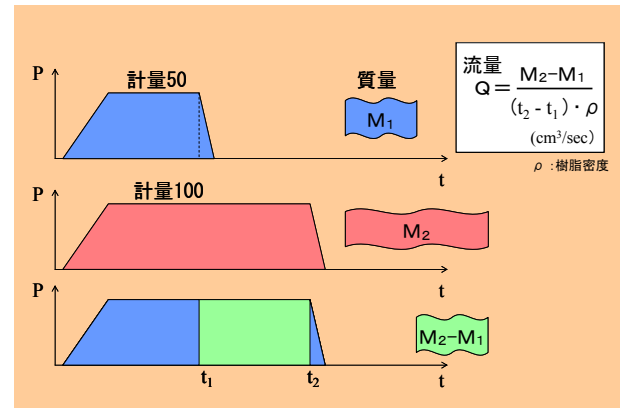 P
計量50
質量
M₁
t
流量
Q＝ M₂−M₁
(t₂ - t₁)・ρ
(cm³/sec)
ρ ：樹脂密度
P
計量100
M₂
t
P
M₂−M₁
t₁
t₂
t